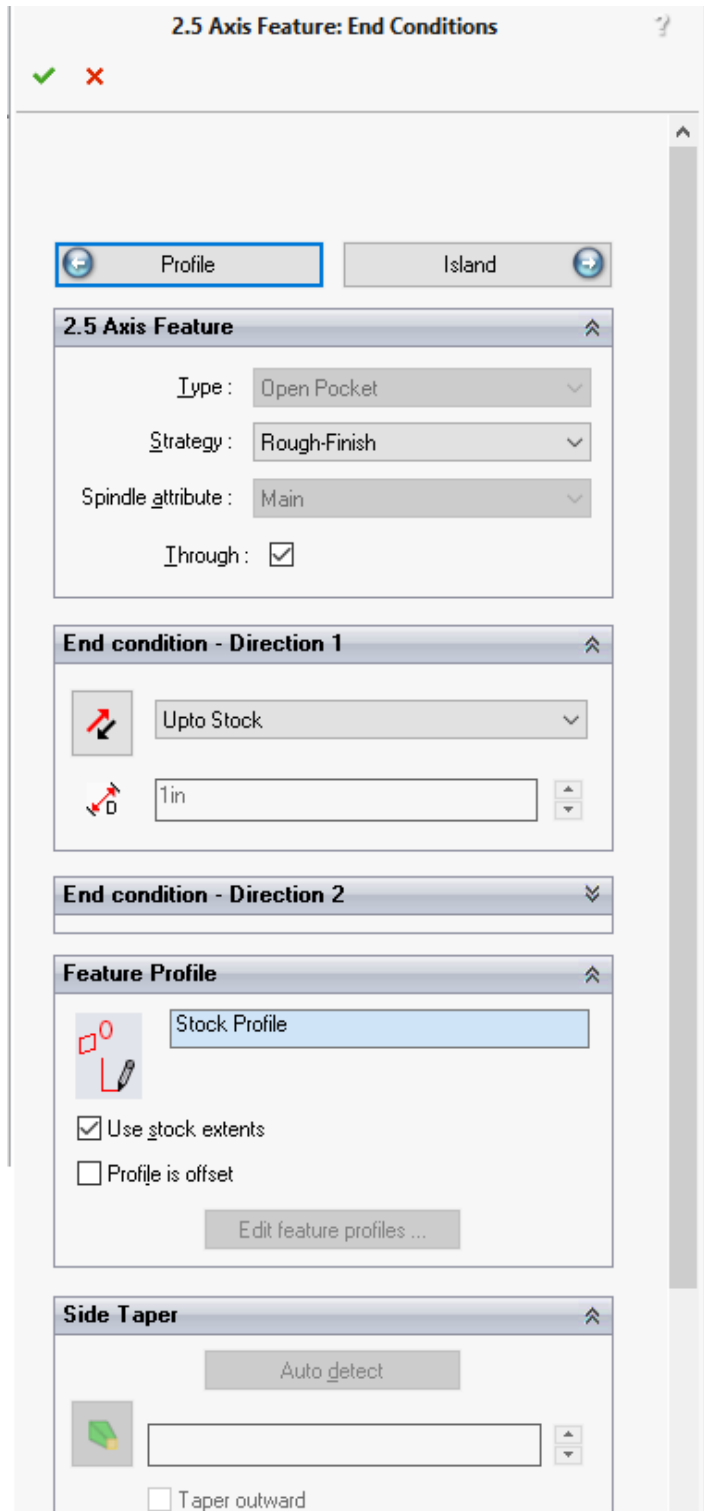 2.5 Axis Feature: End Conditions
?
Profile
Island
2.5 Axis Feature
Type : Open Pocket
Strategy : Rough-Finish
Spindle attribute : Main
Through :
End condition - Direction 1
Upto Stock
D 1in
End condition - Direction 2
Feature Profile
Stock Profile
Use stock extents
Profile is offset
Edit feature profiles ...
Side Taper
Auto detect
Taper outward